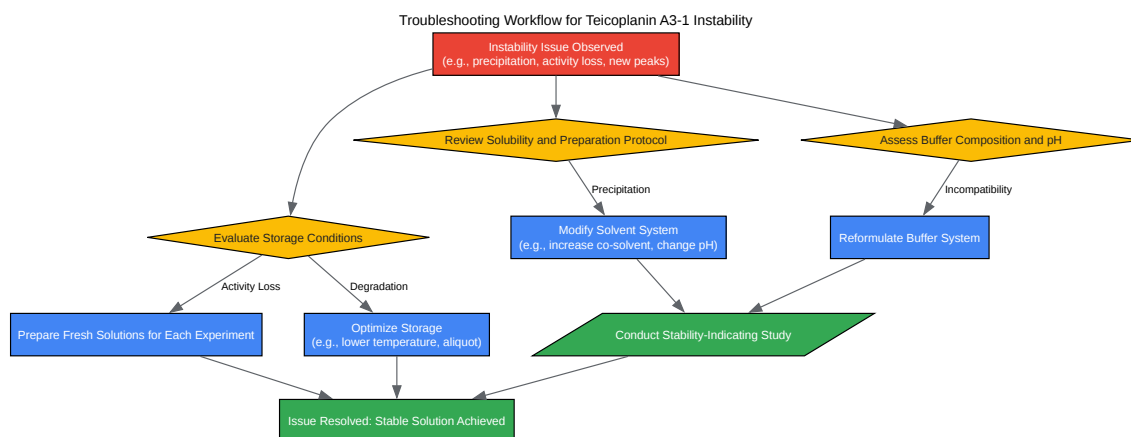 Troubleshooting Workflow for Teicoplanin A3-1 Instability
Instability Issue Observed
(e.g., precipitation, activity loss, new peaks)
Review Solubility and Preparation Protocol
Assess Buffer Composition and pH
Precipitation
Incompatibility
Evaluate Storage Conditions
Modify Solvent System
(e.g., increase co-solvent, change pH)
Reformulate Buffer System
Activity Loss
Degradation
Prepare Fresh Solutions for Each Experiment
Optimize Storage
(e.g., lower temperature, aliquot)
Conduct Stability-Indicating Study
Issue Resolved: Stable Solution Achieved